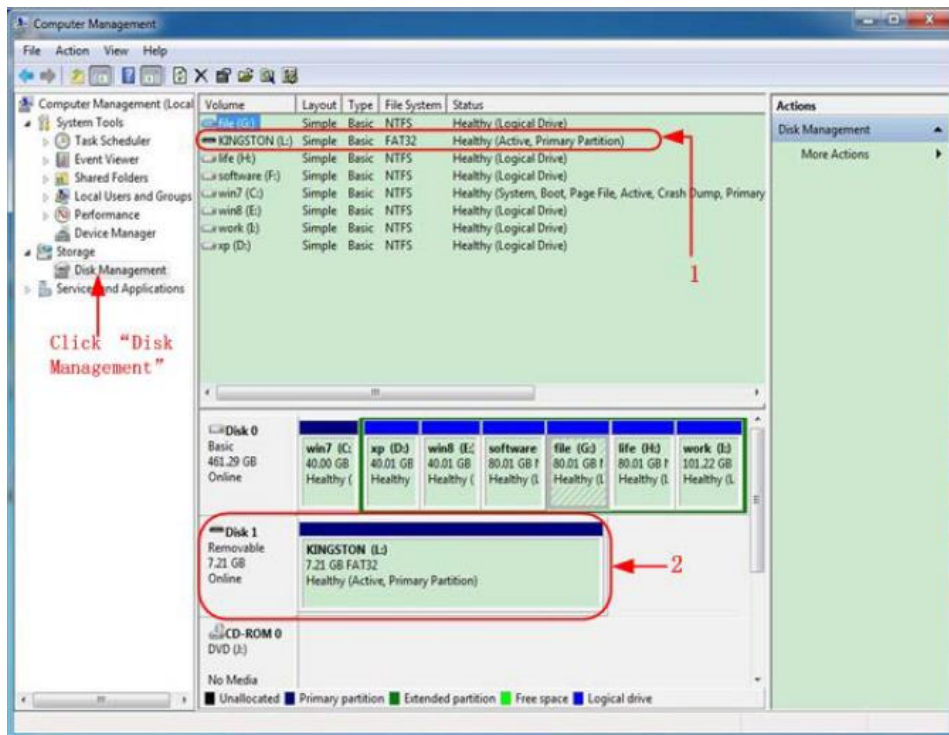 Computer Management
File Action View Help
Computer Management (Local
System Tools
Task Scheduler
Event Viewer
Shared Folders
Local Users and Groups
Performance
Device Manager
Storage
Disk Management
Services and Applications
Click “Disk
Management”
Volume Layout Type File System Status
file (G:) Simple Basic NTFS Healthy (Logical Drive)
KINGSTON (L:) Simple Basic FAT32 Healthy (Active, Primary Partition)
life (H:) Simple Basic NTFS Healthy (Logical Drive)
software (F:) Simple Basic NTFS Healthy (Logical Drive)
win7 (C:) Simple Basic NTFS Healthy (System, Boot, Page File, Active, Crash Dump, Primary
win8 (E:) Simple Basic NTFS Healthy (Logical Drive)
work (I:) Simple Basic NTFS Healthy (Logical Drive)
xp (D:) Simple Basic NTFS Healthy (Logical Drive)
1
Actions
Disk Management
More Actions
Disk 0
Basic
461.29 GB
Online
win7 (C:
40.00 GB
Healthy (
xp (D:)
40.01 GB
Healthy
win8 (E:
40.01 GB
Healthy (
software
80.01 GB
Healthy (L
file (G:)
80.01 GB
Healthy (L
life (H:)
80.01 GB
Healthy (L
work (I:)
101.22 GB
Healthy (L
Disk 1
Removable
7.21 GB
Online
KINGSTON (L:)
7.21 GB FAT32
Healthy (Active, Primary Partition)
2
CD-ROM 0
DVD (J:)
No Media
Unallocated Primary partition Extended partition Free space Logical drive